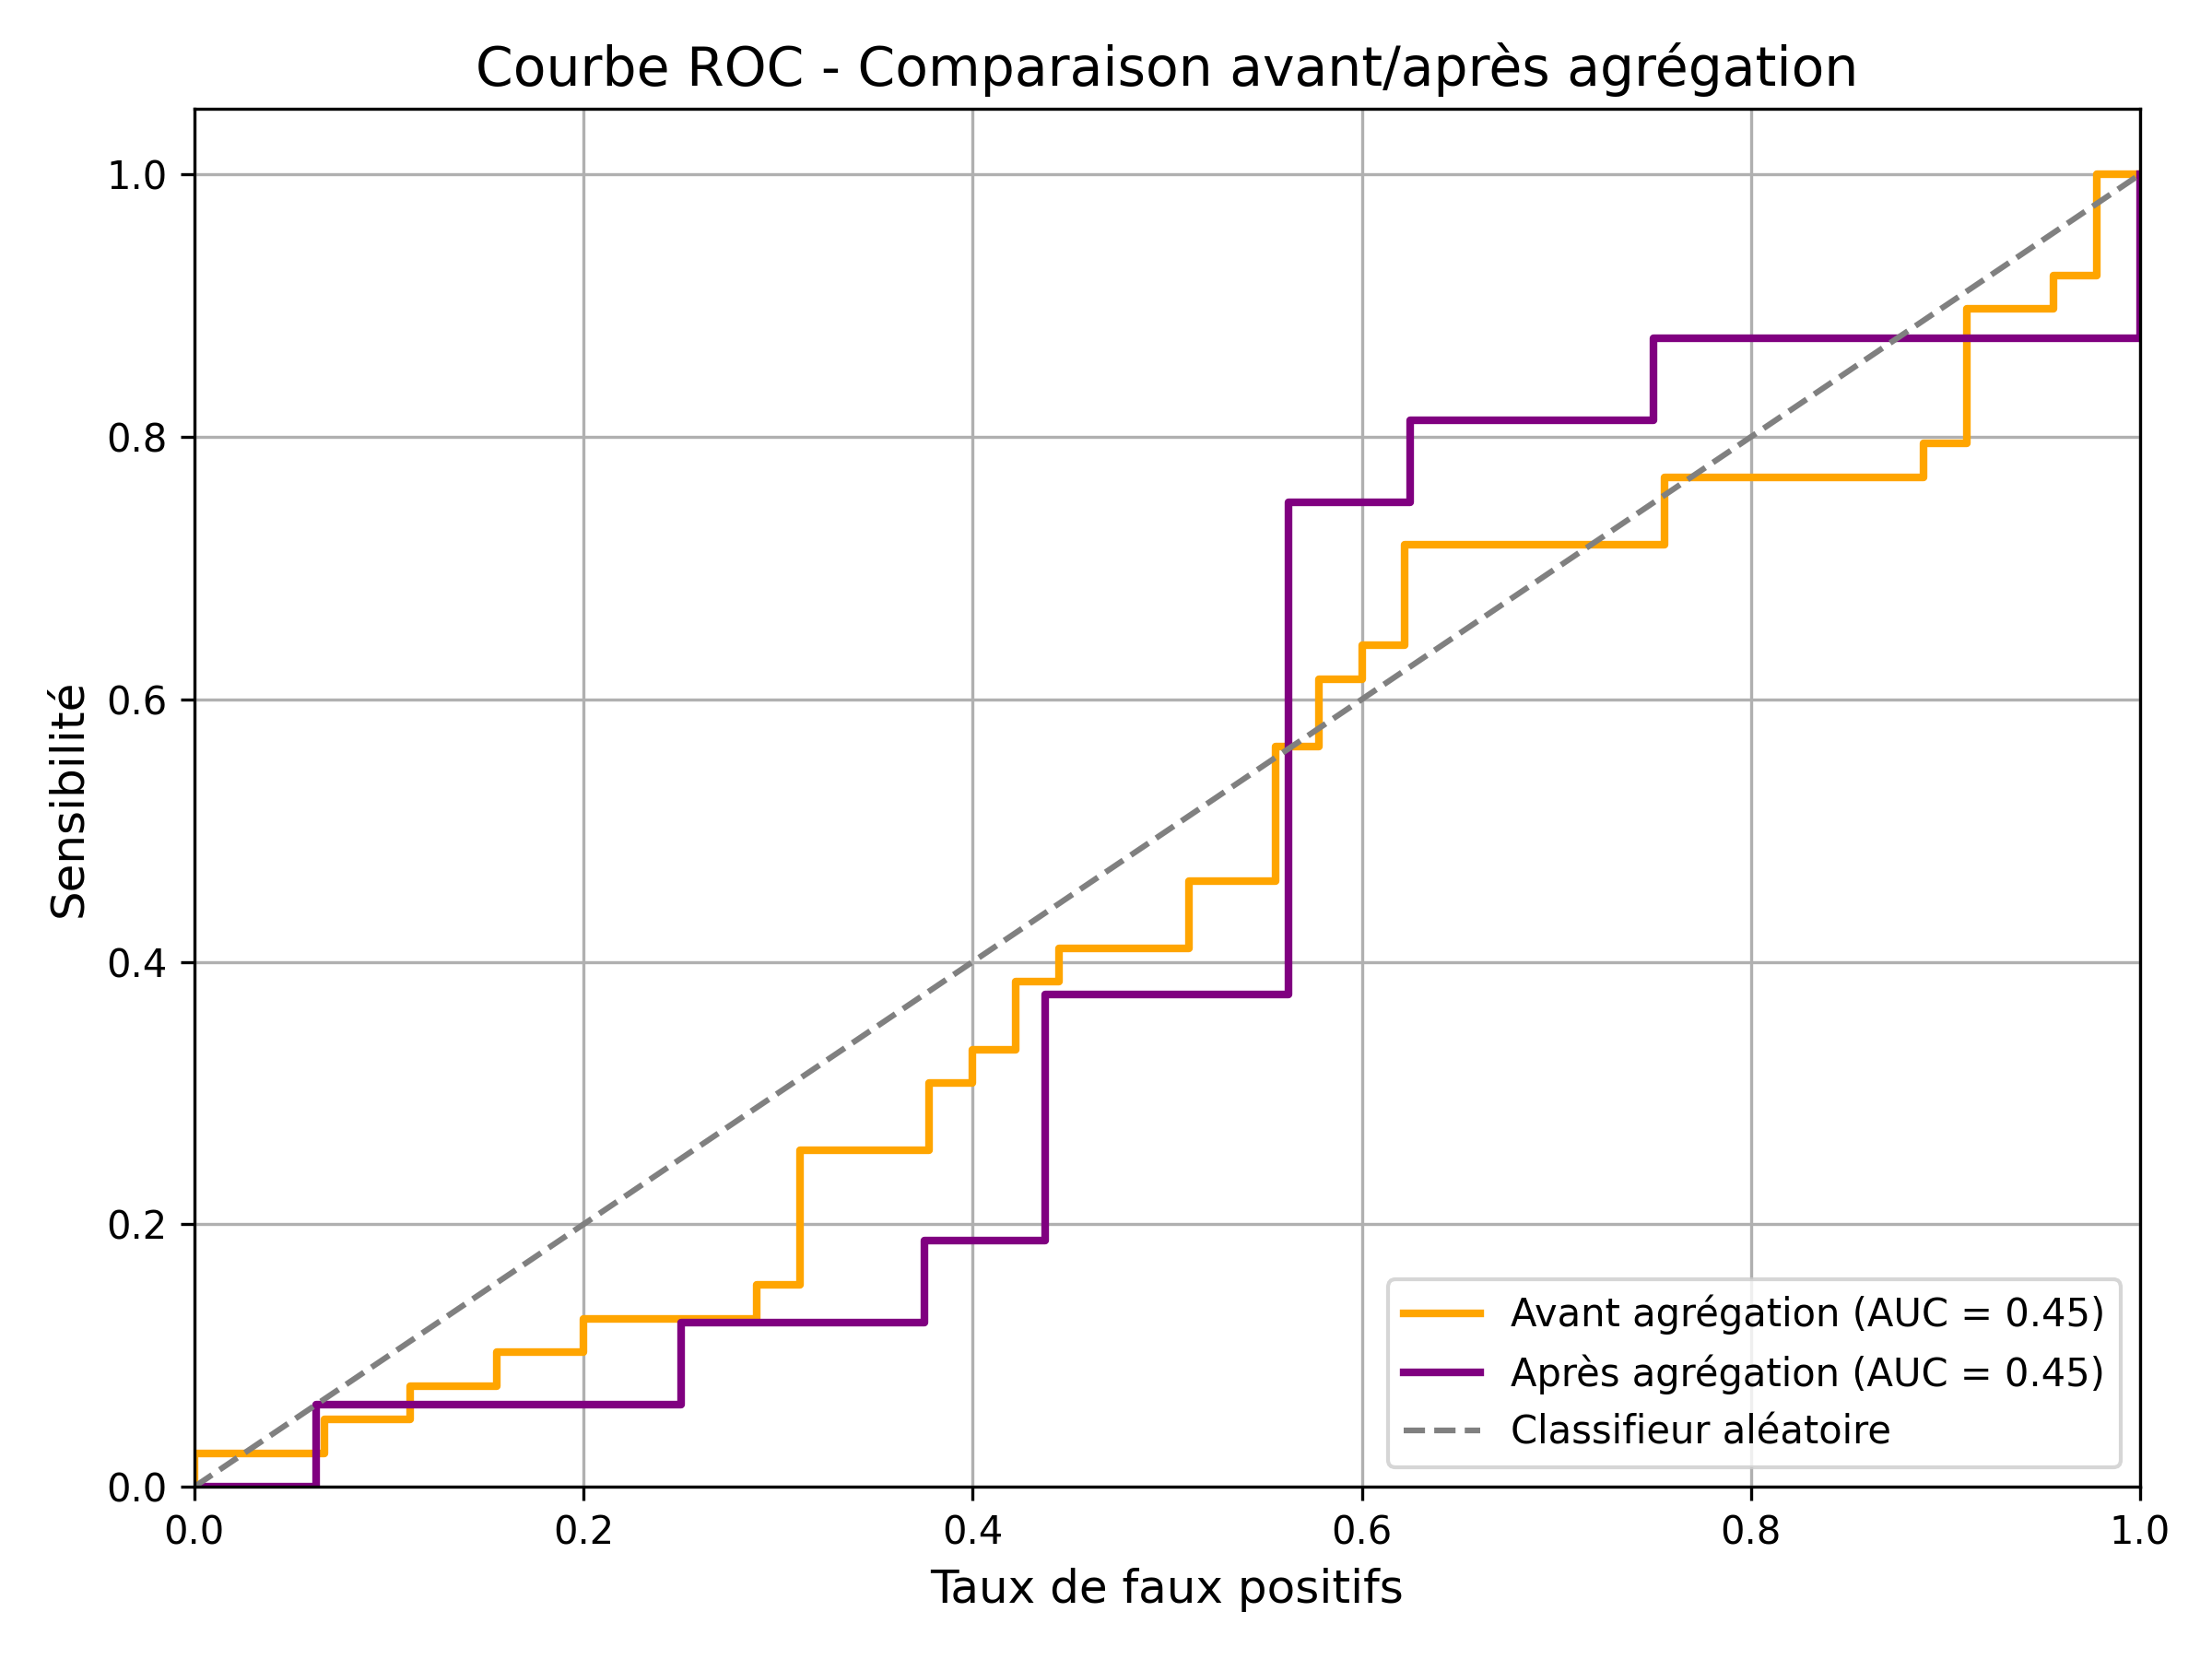 Courbe ROC - Comparaison avant/après agrégation
Sensibilité
1.0
0.8
0.6
0.4
0.2
0.0
0.0 0.2 0.4 0.6 0.8 1.0
Taux de faux positifs
Avant agrégation (AUC = 0.45)
Après agrégation (AUC = 0.45)
Classifieur aléatoire